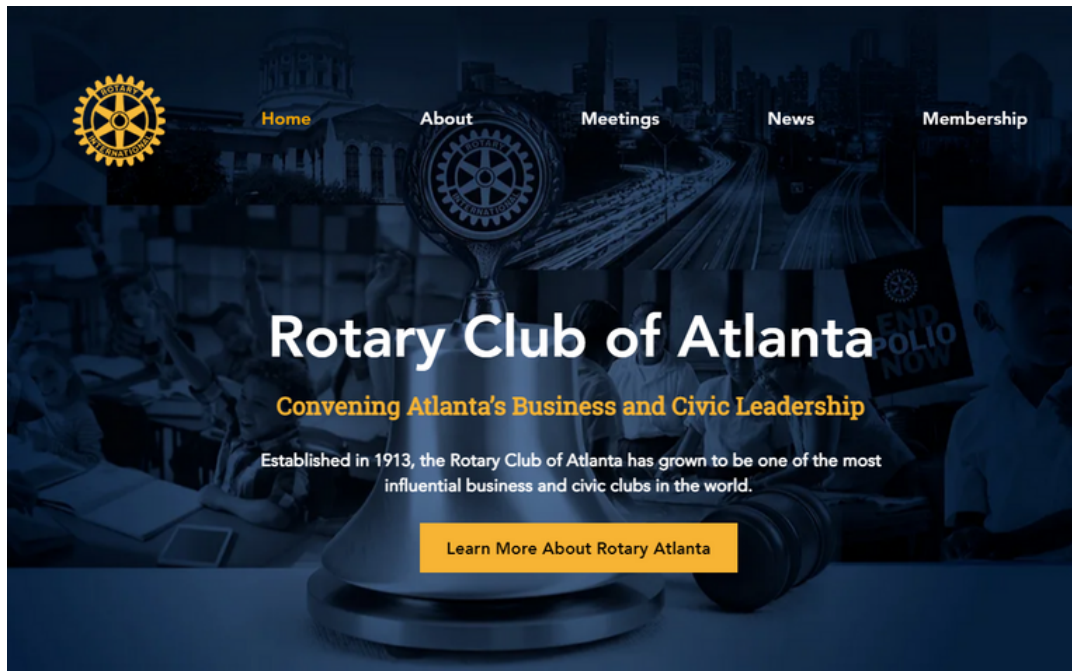 ROTARY
INTERNATIONAL
Home
About
Meetings
News
Membership
ROTARY
INTERNATIONAL
Rotary Club of Atlanta
END
POLIO
NOW
Convening Atlanta’s Business and Civic Leadership
Established in 1913, the Rotary Club of Atlanta has grown to be one of the most
influential business and civic clubs in the world.
Learn More About Rotary Atlanta